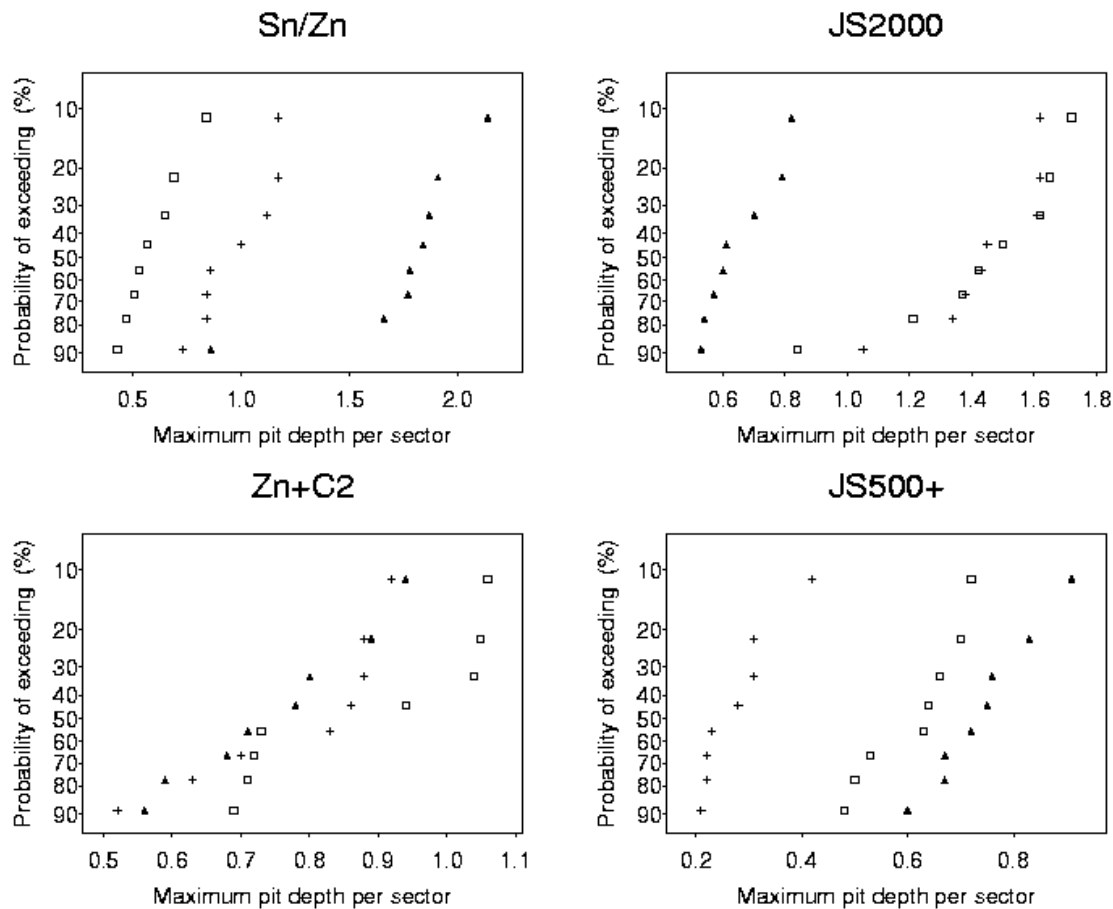 Sn/Zn
Probability of exceeding (%)
10
20
30
40
50
60
70
80
90
0.5 1.0 1.5 2.0
Maximum pit depth per sector
JS2000
Probability of exceeding (%)
10
20
30
40
50
60
70
80
90
0.6 0.8 1.0 1.2 1.4 1.6 1.8
Maximum pit depth per sector
Zn+C2
Probability of exceeding (%)
10
20
30
40
50
60
70
80
90
0.5 0.6 0.7 0.8 0.9 1.0 1.1
Maximum pit depth per sector
JS500+
Probability of exceeding (%)
10
20
30
40
50
60
70
80
90
0.2 0.4 0.6 0.8
Maximum pit depth per sector